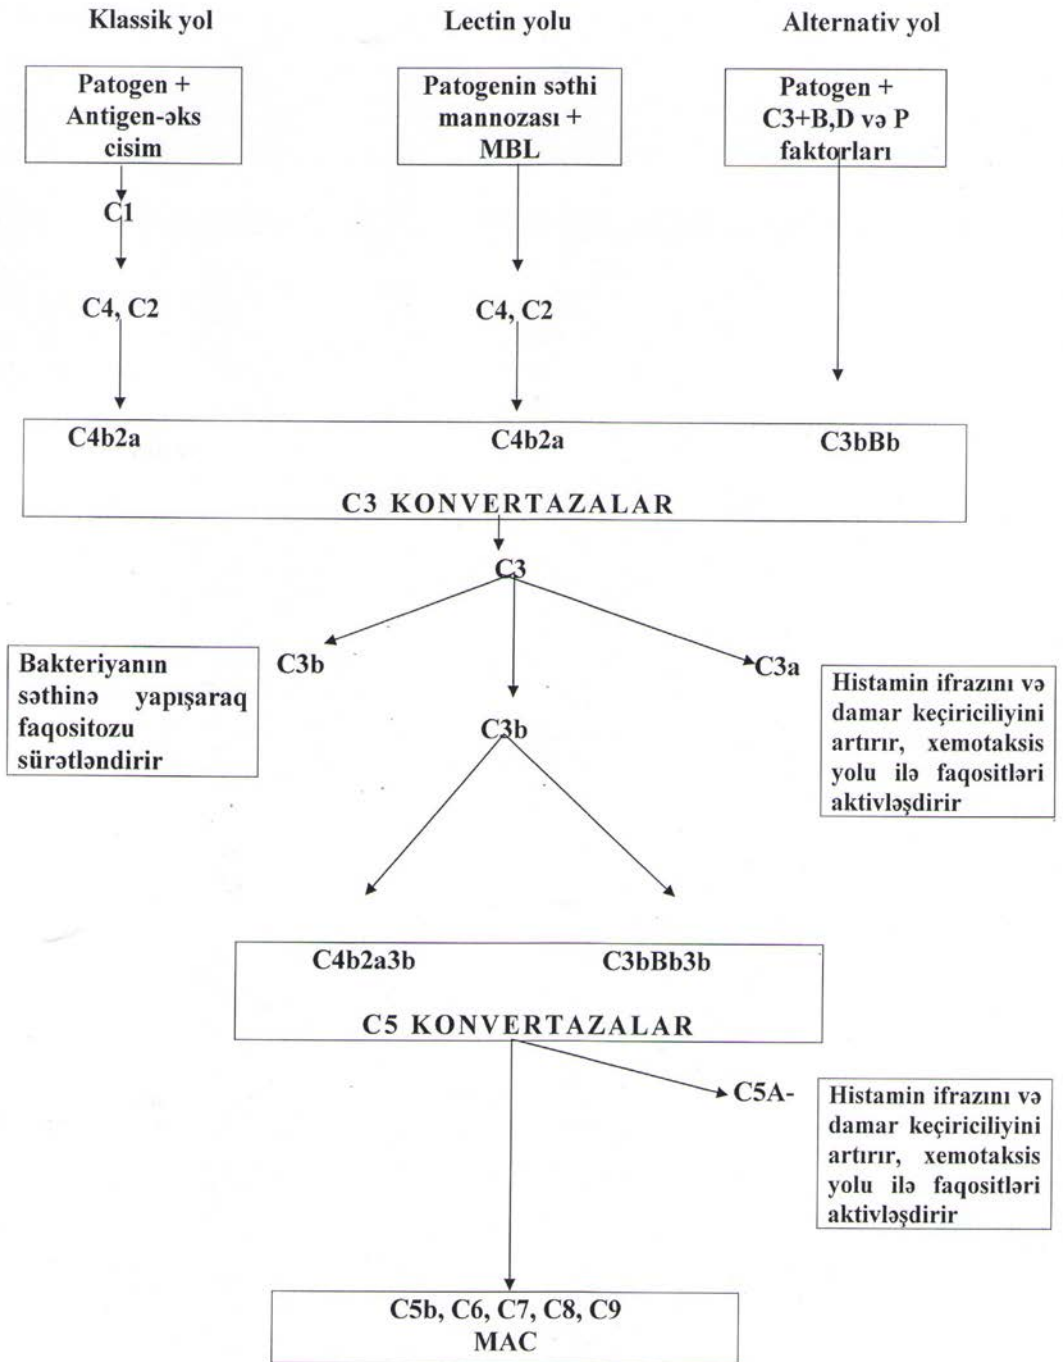 Klassik yol
Lectin yolu
Alternativ yol
Patogen +
Antigen-əks
cisim
Patogenin səthi
mannozası +
MBL
Patogen +
C3+B,D və P
faktorları
C1
C4, C2
C4, C2
C4b2a
C4b2a
C3bBb
C3 KONVERTAZALAR
C3
Bakteriyanın
səthinə yapışaraq
faqositozu
sürətləndirir
C3b
C3b
C3a
Histamin ifrazını və
damar keçiriciliyini
artırır, xemotaksis
yolu ilə faqositləri
aktivləşdirir
C4b2a3b
C3bBb3b
C5 KONVERTAZALAR
C5A-
Histamin ifrazını və
damar keçiriciliyini
artırır, xemotaksis
yolu ilə faqositləri
aktivləşdirir
C5b, C6, C7, C8, C9
MAC